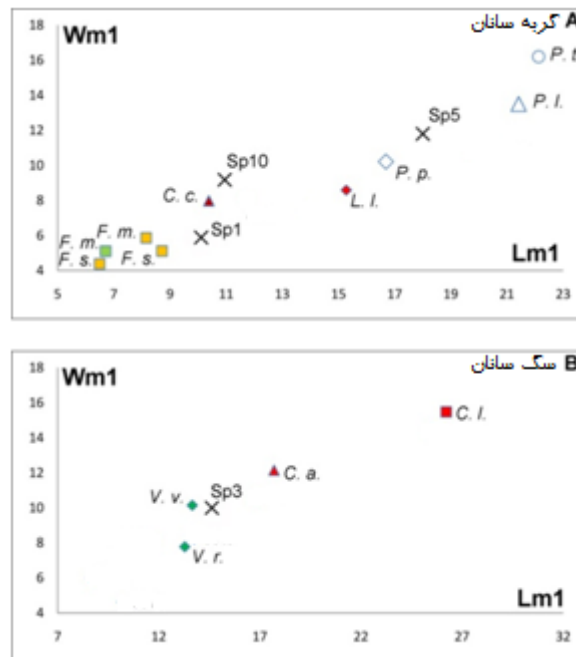 18 Wm1 گربه سانان A
16 P. t.
14 P. l.
12 Sp5
10 Sp10 P. p.
8 C. c. L. l.
6 F. m. F. m. Sp1
4 F. s. F. s. Lm1
5 7 9 11 13 15 17 19 21 23
18 Wm1 سگ سانان B
16 C. l.
14
12 C. a.
10 V. v. Sp3
8 V. r.
6
4 Lm1
7 12 17 22 27 32